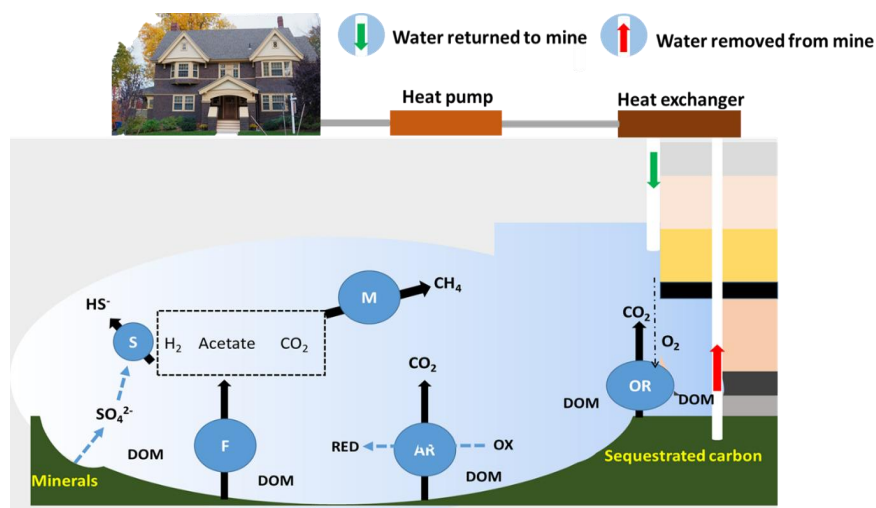 Water returned to mine
Water removed from mine
Heat pump
Heat exchanger
CH₄
M
HS⁻
S
H₂ Acetate CO₂
CO₂
O₂
CO₂
OR
DOM
DOM
SO₄²⁻
DOM
F
DOM
RED
AR
OX
DOM
Minerals
Sequestrated carbon